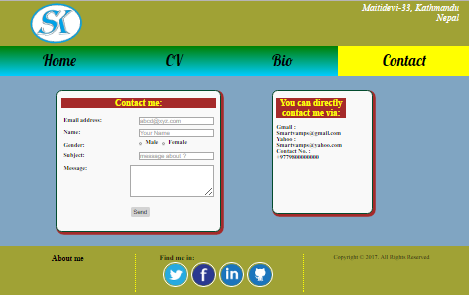 SK
Maitidevi-33, Kathmandu
Nepal
Home CV Bio Contact
Contact me:
Email address: abcd@xyz.com
Name: Your Name
Gender: Male Female
Subject: message about ?
Message:
Send
You can directly
contact me via:
Gmail :
Smartvamps@gmail.com
Yahoo :
Smartvamps@yahoo.com
Contact No. :
+9779800000000
About me
Find me in:
f in
Copyright © 2017. All Rights Reserved